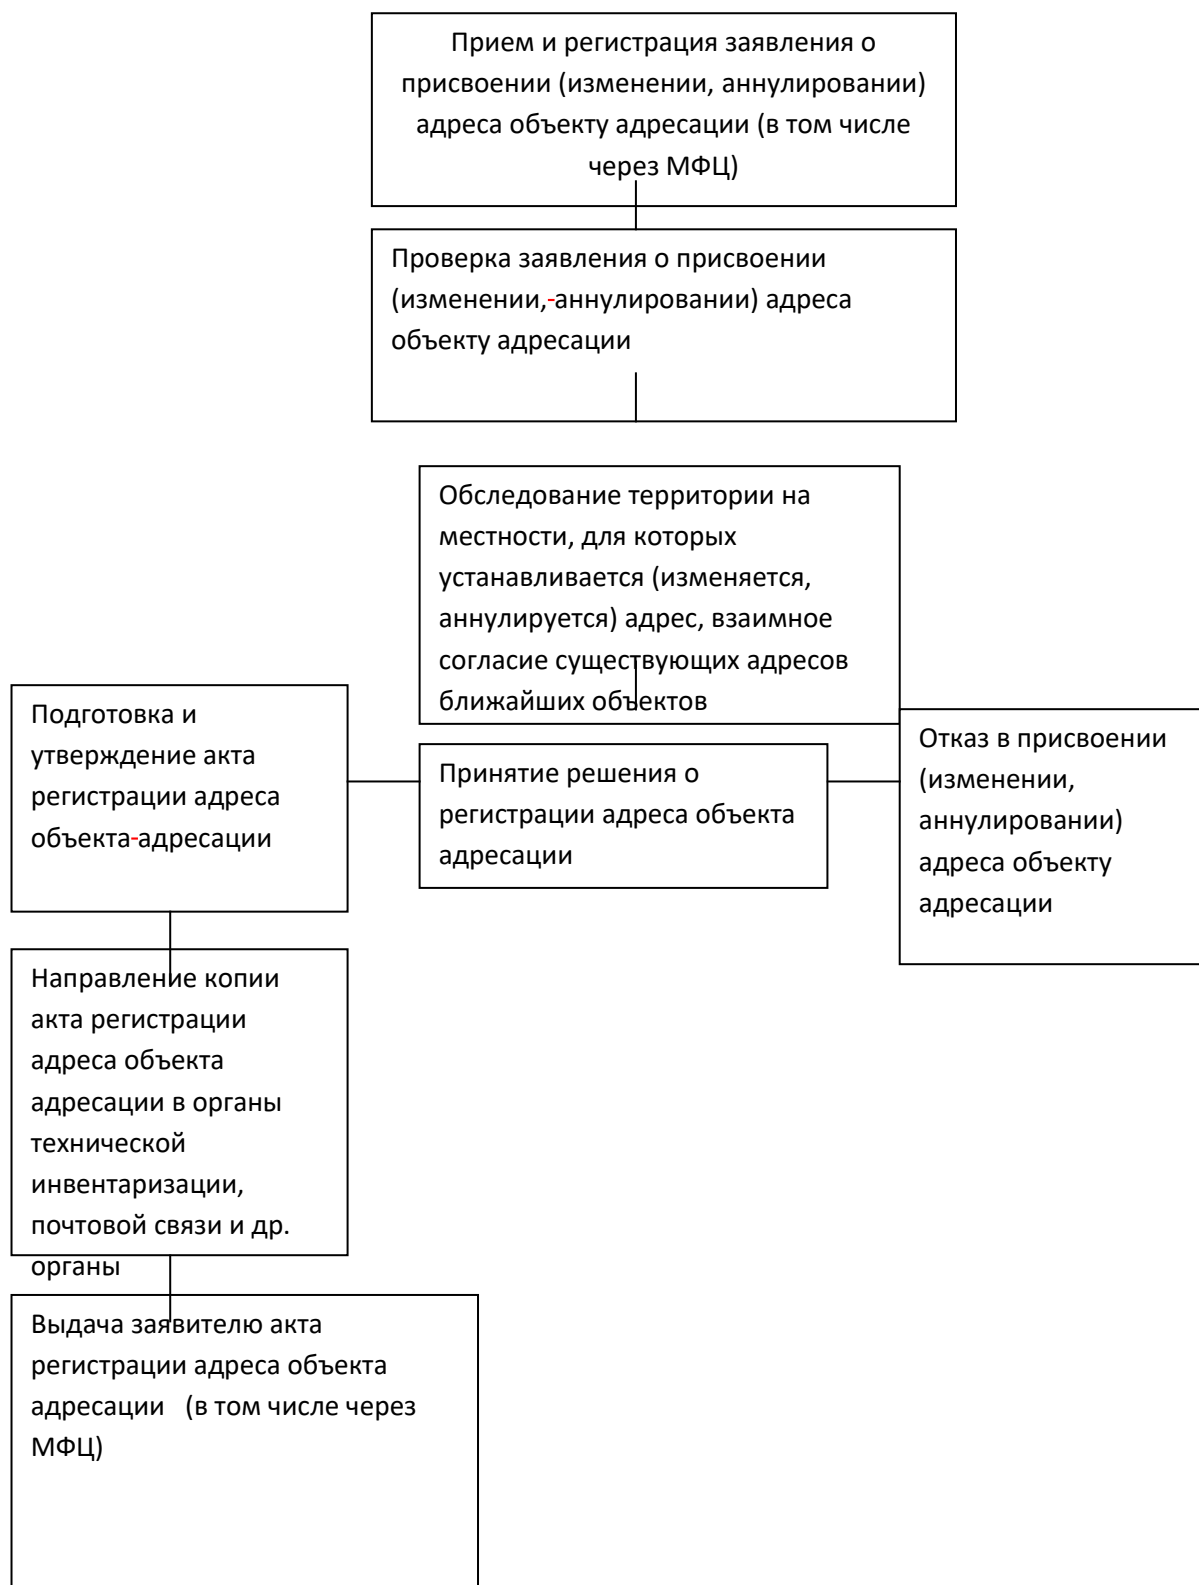 Прием и регистрация заявления о
присвоении (изменении, аннулировании)
адреса объекту адресации (в том числе
через МФЦ)
Проверка заявления о присвоении
(изменении,-аннулировании) адреса
объекту адресации
Обследование территории на
местности, для которых
устанавливается (изменяется,
аннулируется) адрес, взаимное
согласие существующих адресов
ближайших объектов
Подготовка и
утверждение акта
регистрации адреса
объекта-адресации
Принятие решения о
регистрации адреса объекта
адресации
Отказ в присвоении
(изменении,
аннулировании)
адреса объекту
адресации
Направление копии
акта регистрации
адреса объекта
адресации в органы
технической
инвентаризации,
почтовой связи и др.
органы
Выдача заявителю акта
регистрации адреса объекта
адресации (в том числе через
МФЦ)